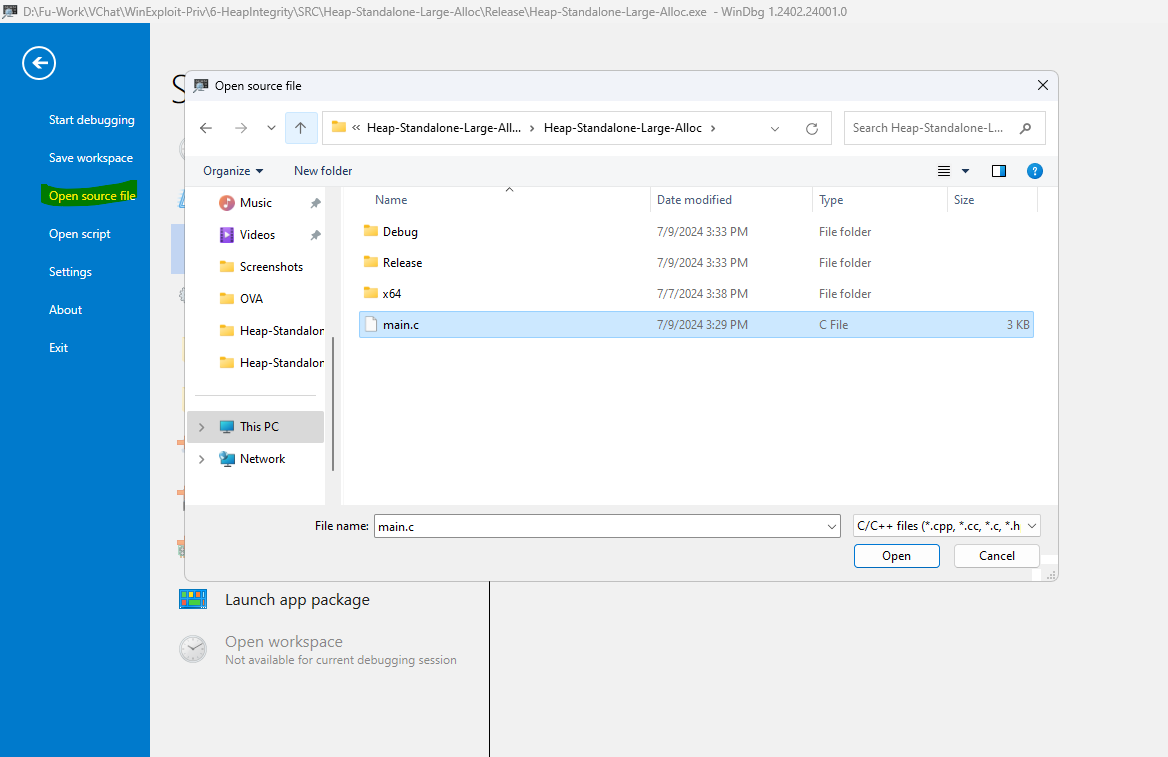 D:\Fu-Work\VChat\WinExploit-Priv\6-HeapIntegrity\SRC\Heap-Standalone-Large-Alloc\Release\Heap-Standalone-Large-Alloc.exe - WinDbg 1.2402.24001.0
Start debugging
Save workspace
Open source file
Open script
Settings
About
Exit
S
Open source file
« Heap-Standalone-Large-All... > Heap-Standalone-Large-Alloc >
Search Heap-Standalone-L...
Organize New folder
Music
Videos
Screenshots
OVA
Heap-Standalor
Heap-Standalor
This PC
Network
Name Date modified Type Size
Debug 7/9/2024 3:33 PM File folder
Release 7/9/2024 3:33 PM File folder
x64 7/7/2024 3:38 PM File folder
main.c 7/9/2024 3:29 PM C File 3 KB
File name: main.c C/C++ files (*.cpp, *.cc, *.c, *.h
Open Cancel
Launch app package
Open workspace
Not available for current debugging session